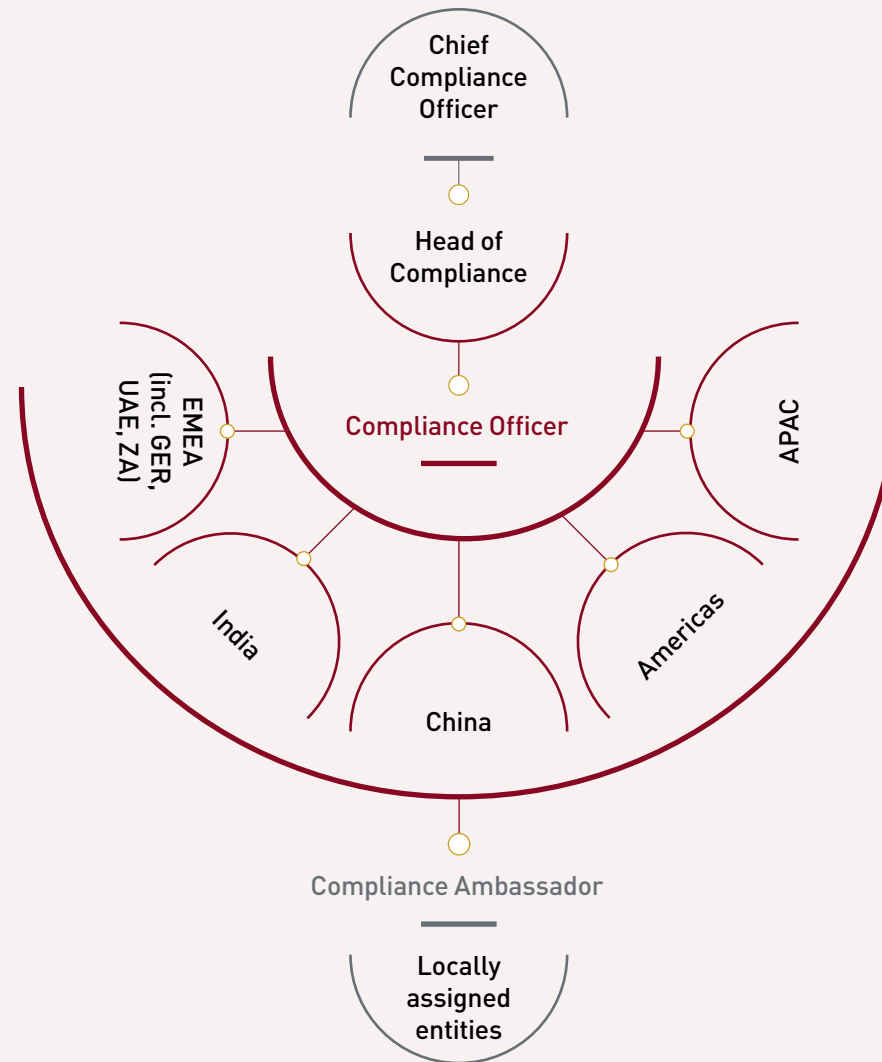 Chief
Compliance
Officer
Head of
Compliance
Compliance Officer
EMEA
(incl. GER,
UAE, ZA)
India
China
Americas
APAC
Compliance Ambassador
Locally
assigned
entities